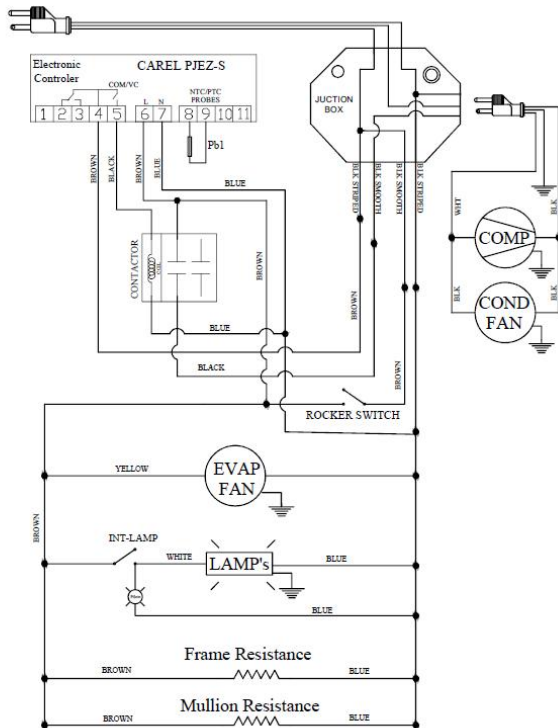 Electronic
Controler
CAREL PJEZ-S
COM/VC
L N
NTC/PTC
PROBES
1 2 3 4 5 6 7 8 9 10 11
Pb1
JUCTION
BOX
BROWN
BLACK
BROWN
BLUE
BLUE
BLK STRIPED
BLK SMOOTH
BLK SMOOTH
BLK STRIPED
WHT
BLK
COMP
BLK
BLK
COND
FAN
CONTACTOR
BROWN
BROWN
BLUE
BLACK
BROWN
ROCKER SWITCH
YELLOW
EVAP
FAN
BROWN
INT-LAMP
WHITE
LAMP's
BLUE
BLUE
Frame Resistance
BROWN
BLUE
Mullion Resistance
BROWN
BLUE